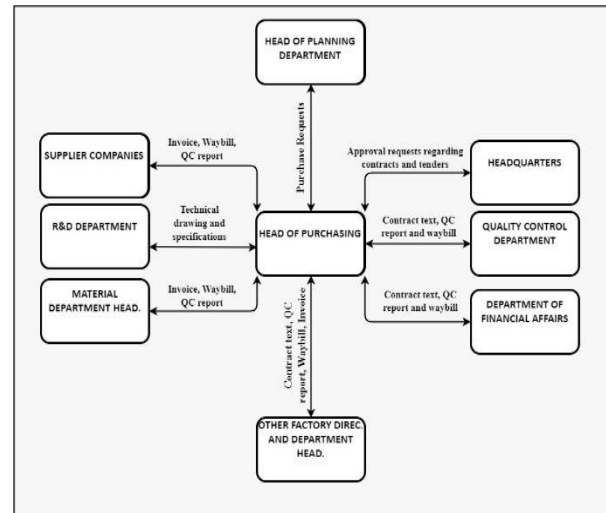 HEAD OF PLANNING
DEPARTMENT
Purchase Requests
Invoice, Waybill,
QC report
SUPPLIER COMPANIES
Approval requests regarding
contracts and tenders
HEADQUARTERS
R&D DEPARTMENT
Technical
drawing and
specifications
HEAD OF PURCHASING
Contract text, QC
report and waybill
QUALITY CONTROL
DEPARTMENT
MATERIAL
DEPARTMENT HEAD.
Invoice, Waybill,
QC report
Contract text, QC
report and waybill
DEPARTMENT OF
FINANCIAL AFFAIRS
Contract text, QC
report, Waybill, Invoice
OTHER FACTORY DIREC.
AND DEPARTMENT
HEAD.